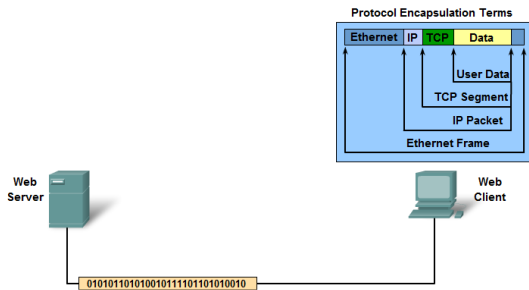 Protocol Encapsulation Terms
Ethernet IP TCP Data
User Data
TCP Segment
IP Packet
Ethernet Frame
Web
Server
Web
Client
0101011010100101111101101010010